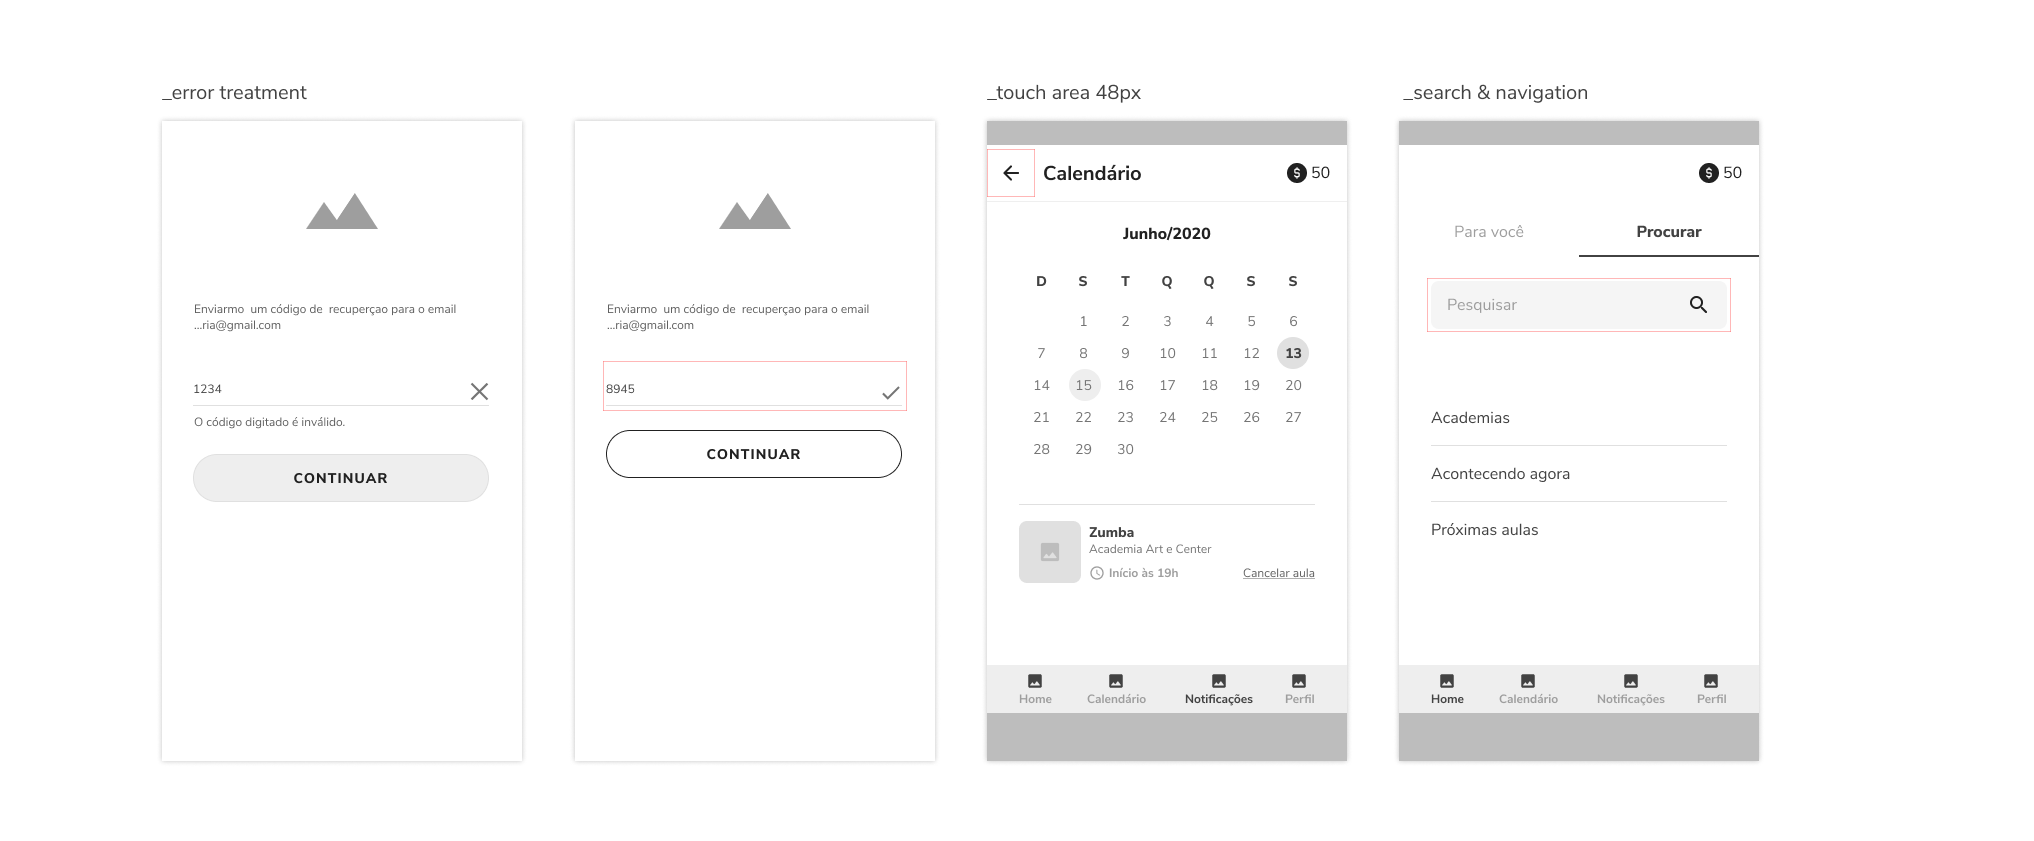 _error treatment
Enviarmo  um código de  recuperçao para o email
...ria@gmail.com
1234
O código digitado é inválido.
CONTINUAR
Enviarmo  um código de  recuperçao para o email
...ria@gmail.com
8945
CONTINUAR
_touch area 48px
Calendário $ 50
Junho/2020
D S T Q Q S S
1 2 3 4 5 6
7 8 9 10 11 12 13
14 15 16 17 18 19 20
21 22 23 24 25 26 27
28 29 30
Zumba
Academia Art e Center
Início às 19h Cancelar aula
Home Calendário Notificações Perfil
_search & navigation
$ 50
Para você Procurar
Pesquisar
Academias
Acontecendo agora
Próximas aulas
Home Calendário Notificações Perfil